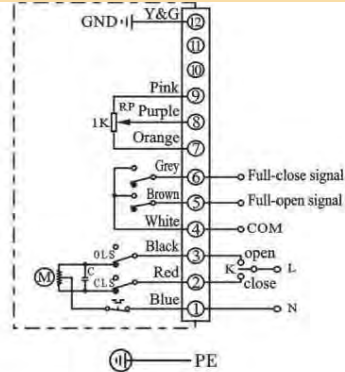 GND Y&G 12
11
10
Pink 9
1K RP Purple 8
Orange 7
Grey 6 Full-close signal
Brown 5 Full-open signal
White 4 COM
OLS Black 3 open
M C CLS Red 2 K L
close
Blue 1 N
PE